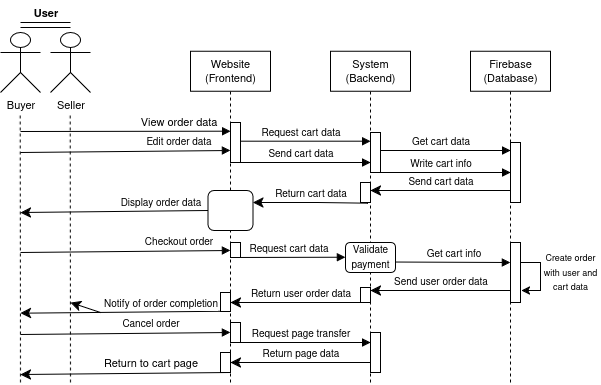 User
Buyer
Seller
Website
(Frontend)
System
(Backend)
Firebase
(Database)
View order data
Request cart data
Get cart data
Edit order data
Send cart data
Write cart info
Send cart data
Return cart data
Display order data
Checkout order
Request cart data
Validate
payment
Get cart info
Create order
with user and
cart data
Send user order data
Return user order data
Notify of order completion
Cancel order
Request page transfer
Return page data
Return to cart page